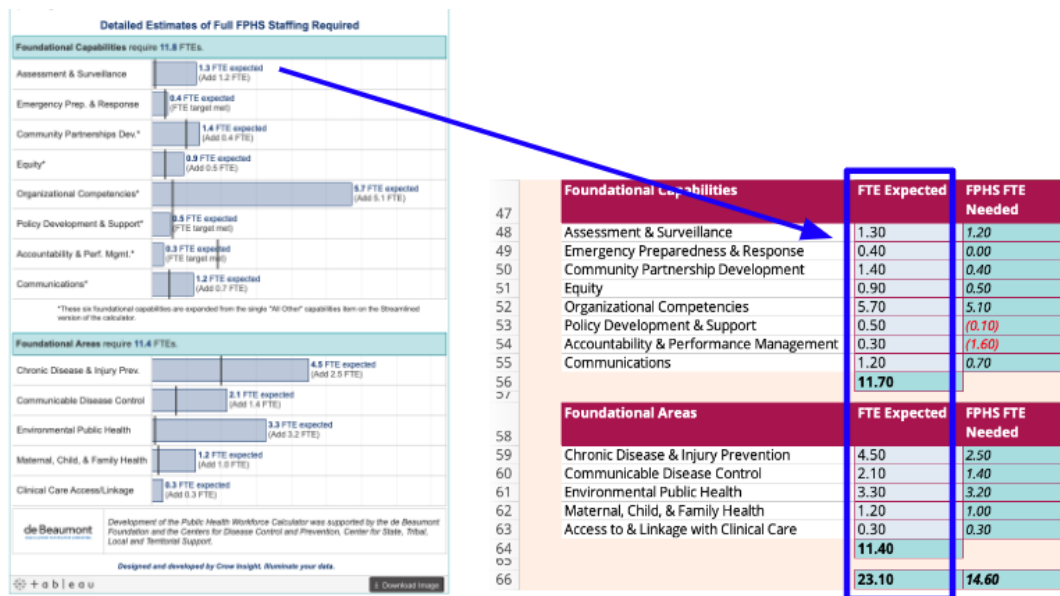 Detailed Estimates of Full FPHS Staffing Required
Foundational Capabilities require 11.8 FTEs.
Assessment & Surveillance
1.3 FTE expected
(Add 1.2 FTE)
Emergency Prep. & Response
0.4 FTE expected
(FTE target met)
Community Partnerships Dev.*
1.4 FTE expected
(Add 0.4 FTE)
Equity*
0.9 FTE expected
(Add 0.5 FTE)
Organizational Competencies*
5.7 FTE expected
(Add 5.1 FTE)
Policy Development & Support*
0.5 FTE expected
(FTE target met)
Accountability & Perf. Mgmt.*
0.3 FTE expected
(FTE target met)
Communications*
1.2 FTE expected
(Add 0.7 FTE)
*These six foundational capabilities are expanded from the single "All Other" capabilities item on the Streamlined
version of the calculator.
Foundational Areas require 11.4 FTEs.
Chronic Disease & Injury Prev.
4.5 FTE expected
(Add 2.5 FTE)
Communicable Disease Control
2.1 FTE expected
(Add 1.4 FTE)
Environmental Public Health
3.3 FTE expected
(Add 3.2 FTE)
Maternal, Child, & Family Health
1.2 FTE expected
(Add 1.0 FTE)
Clinical Care Access/Linkage
0.3 FTE expected
(Add 0.3 FTE)
de Beaumont
Development of the Public Health Workforce Calculator was supported by the de Beaumont
Foundation and the Centers for Disease Control and Prevention, Center for State, Tribal,
Local and Territorial Support.
Designed and developed by Crow Insight. Illuminate your data.
+ableau
Download Image
47 Foundational Capabilities FTE Expected FPHS FTE Needed
48 Assessment & Surveillance 1.30 1.20
49 Emergency Preparedness & Response 0.40 0.00
50 Community Partnership Development 1.40 0.40
51 Equity 0.90 0.50
52 Organizational Competencies 5.70 5.10
53 Policy Development & Support 0.50 (0.10)
54 Accountability & Performance Management 0.30 (1.60)
55 Communications 1.20 0.70
56 11.70
57
58 Foundational Areas FTE Expected FPHS FTE Needed
59 Chronic Disease & Injury Prevention 4.50 2.50
60 Communicable Disease Control 2.10 1.40
61 Environmental Public Health 3.30 3.20
62 Maternal, Child, & Family Health 1.20 1.00
63 Access to & Linkage with Clinical Care 0.30 0.30
64 11.40
65
66 23.10 14.60